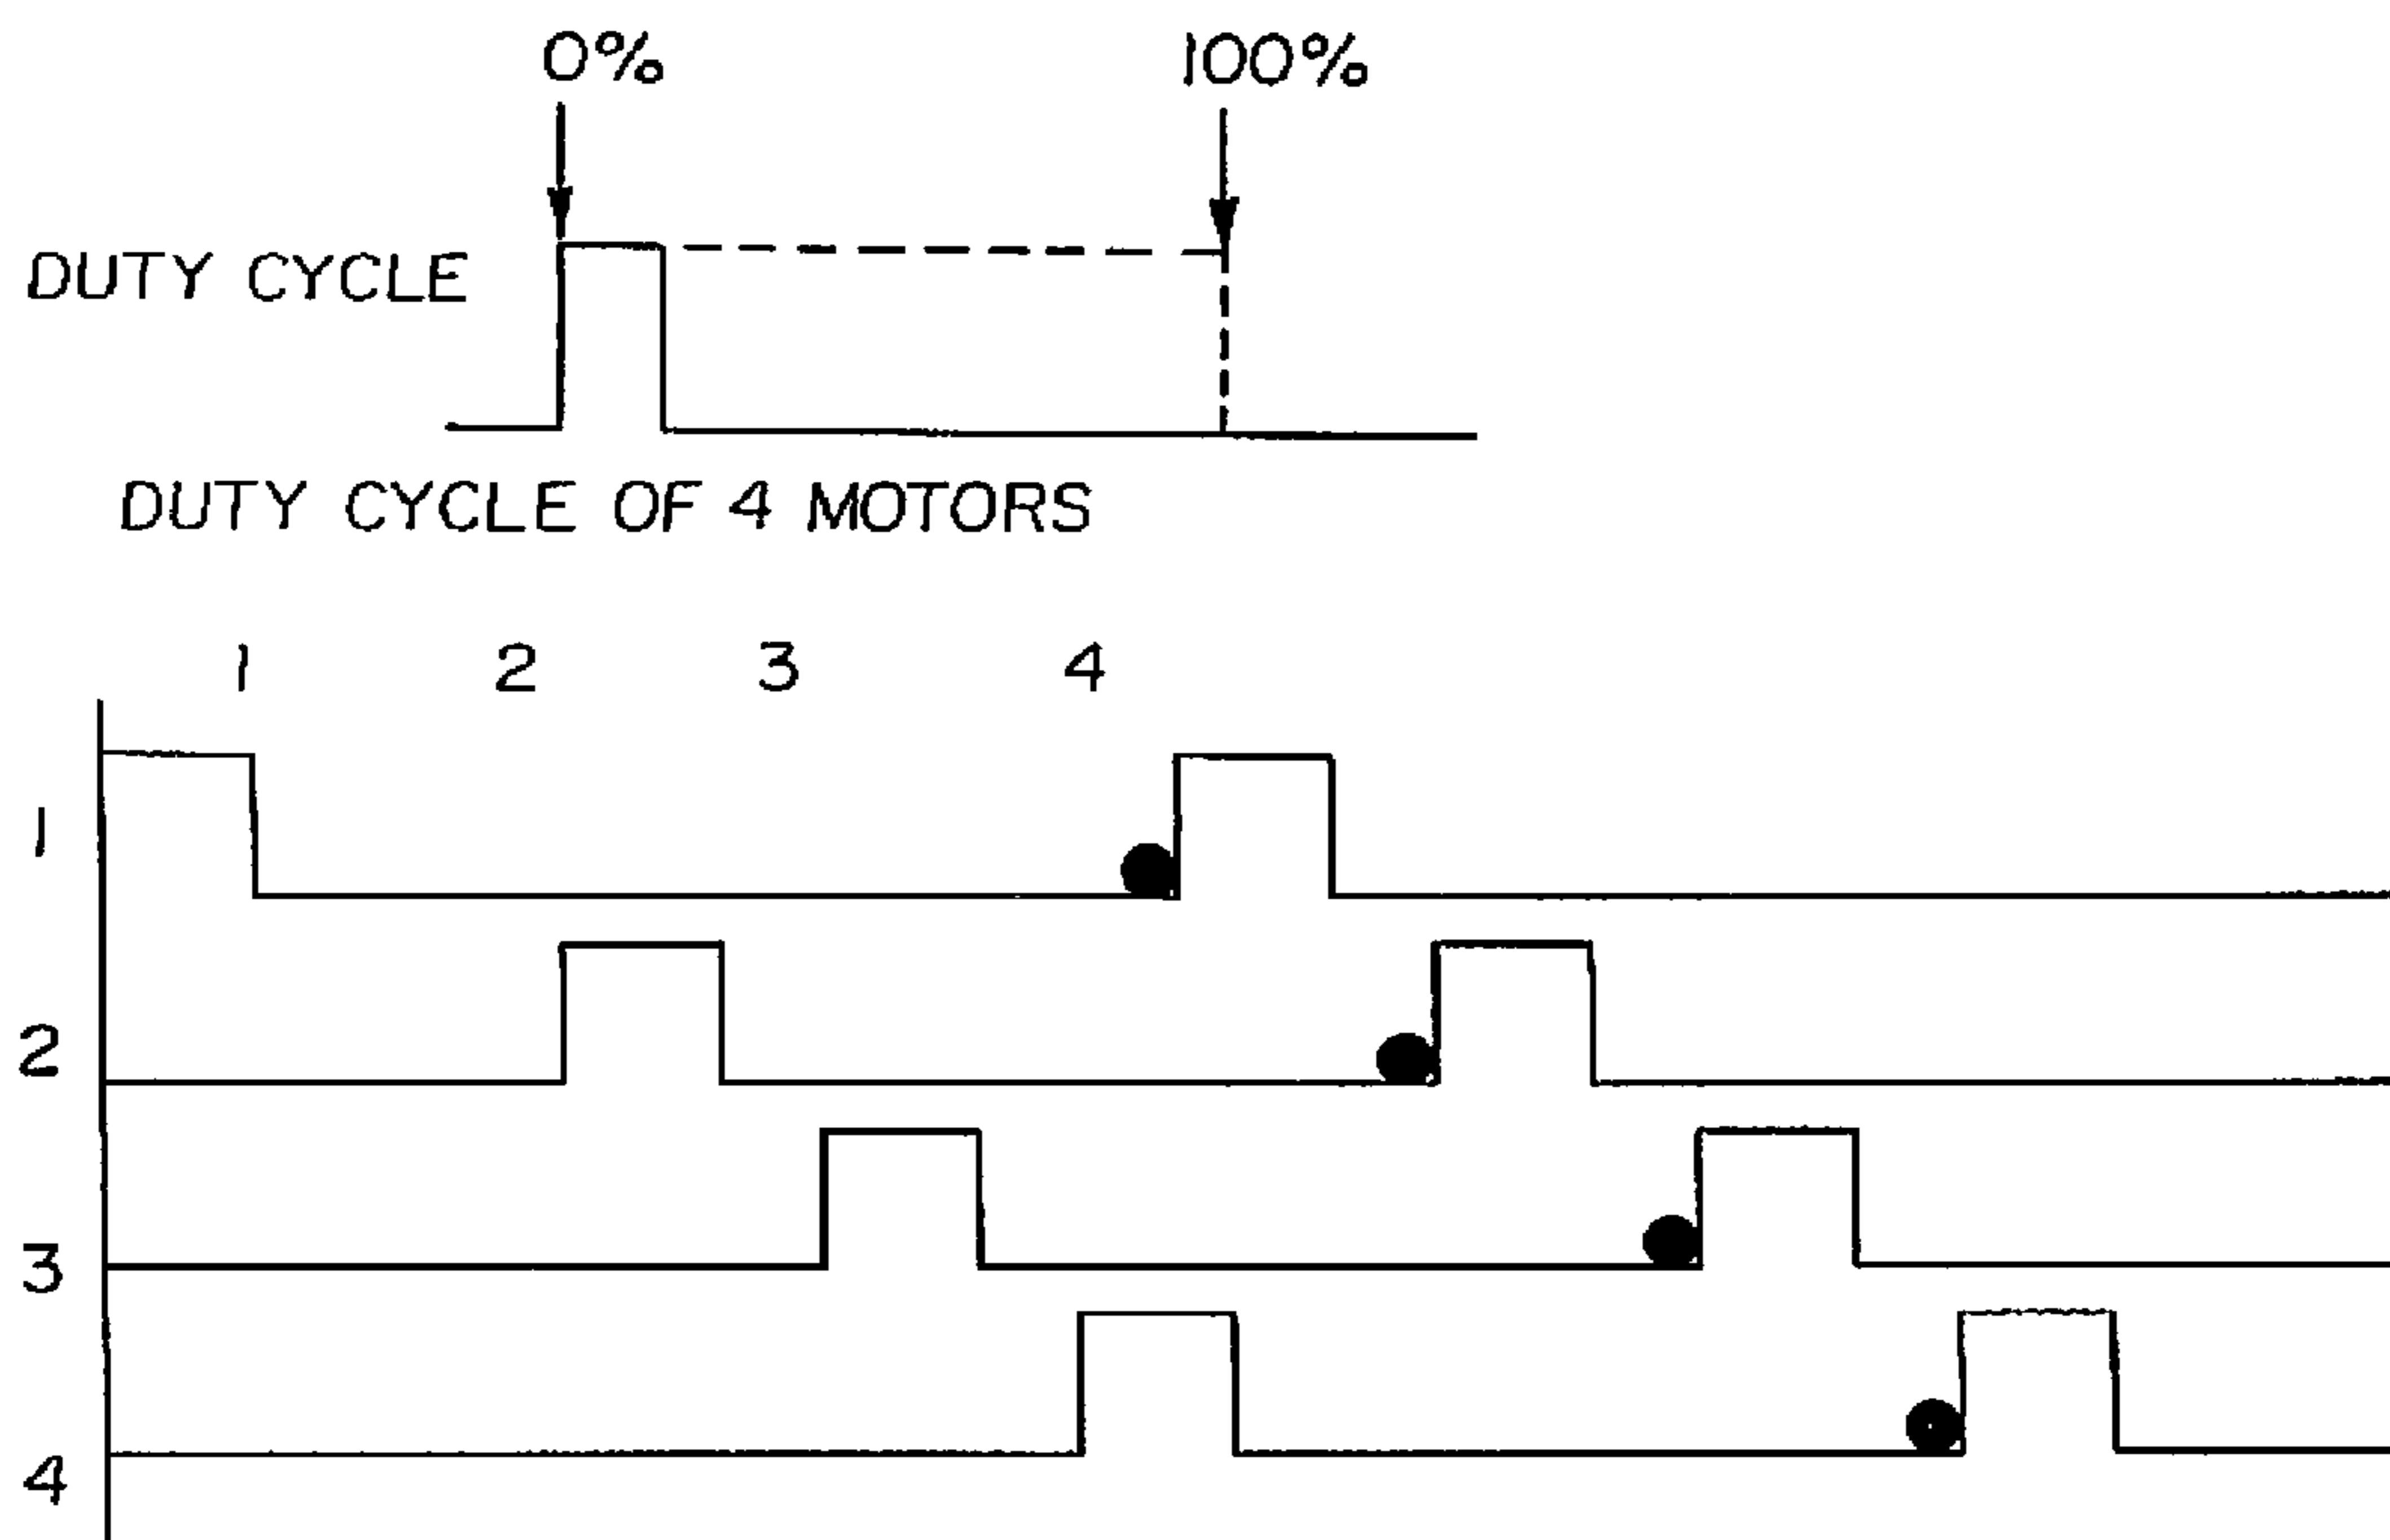 0% 100%
DUTY CYCLE
DUTY CYCLE OF 4 MOTORS
1 2 3 4
1
2
3
4